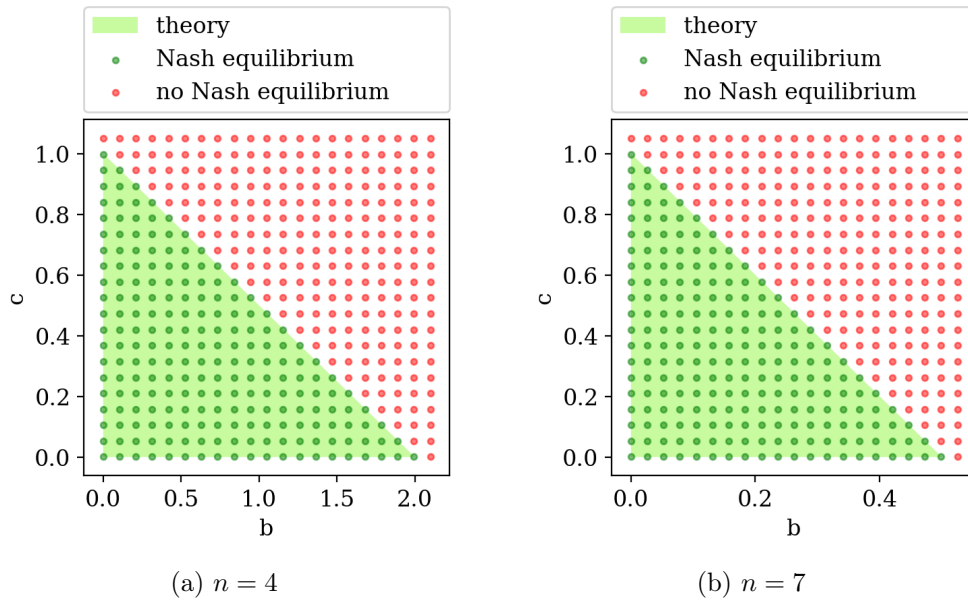 theory
Nash equilibrium
no Nash equilibrium
1.0
0.8
0.6
0.4
0.2
0.0
c
0.0 0.5 1.0 1.5 2.0
b
(a) n = 4
theory
Nash equilibrium
no Nash equilibrium
1.0
0.8
0.6
0.4
0.2
0.0
c
0.0 0.2 0.4
b
(b) n = 7